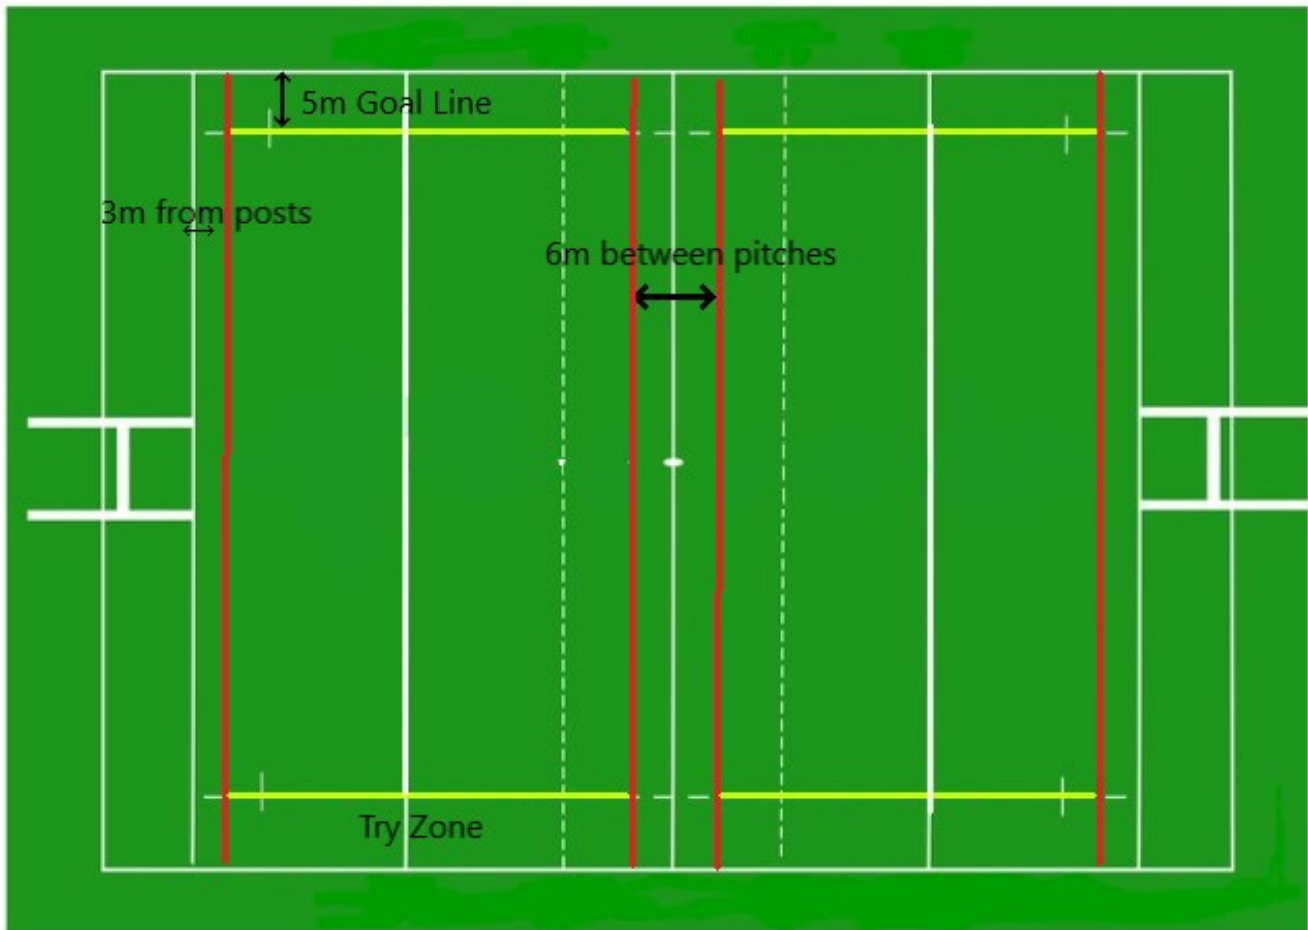 5m Goal Line
3m from posts
6m between pitches
Try Zone